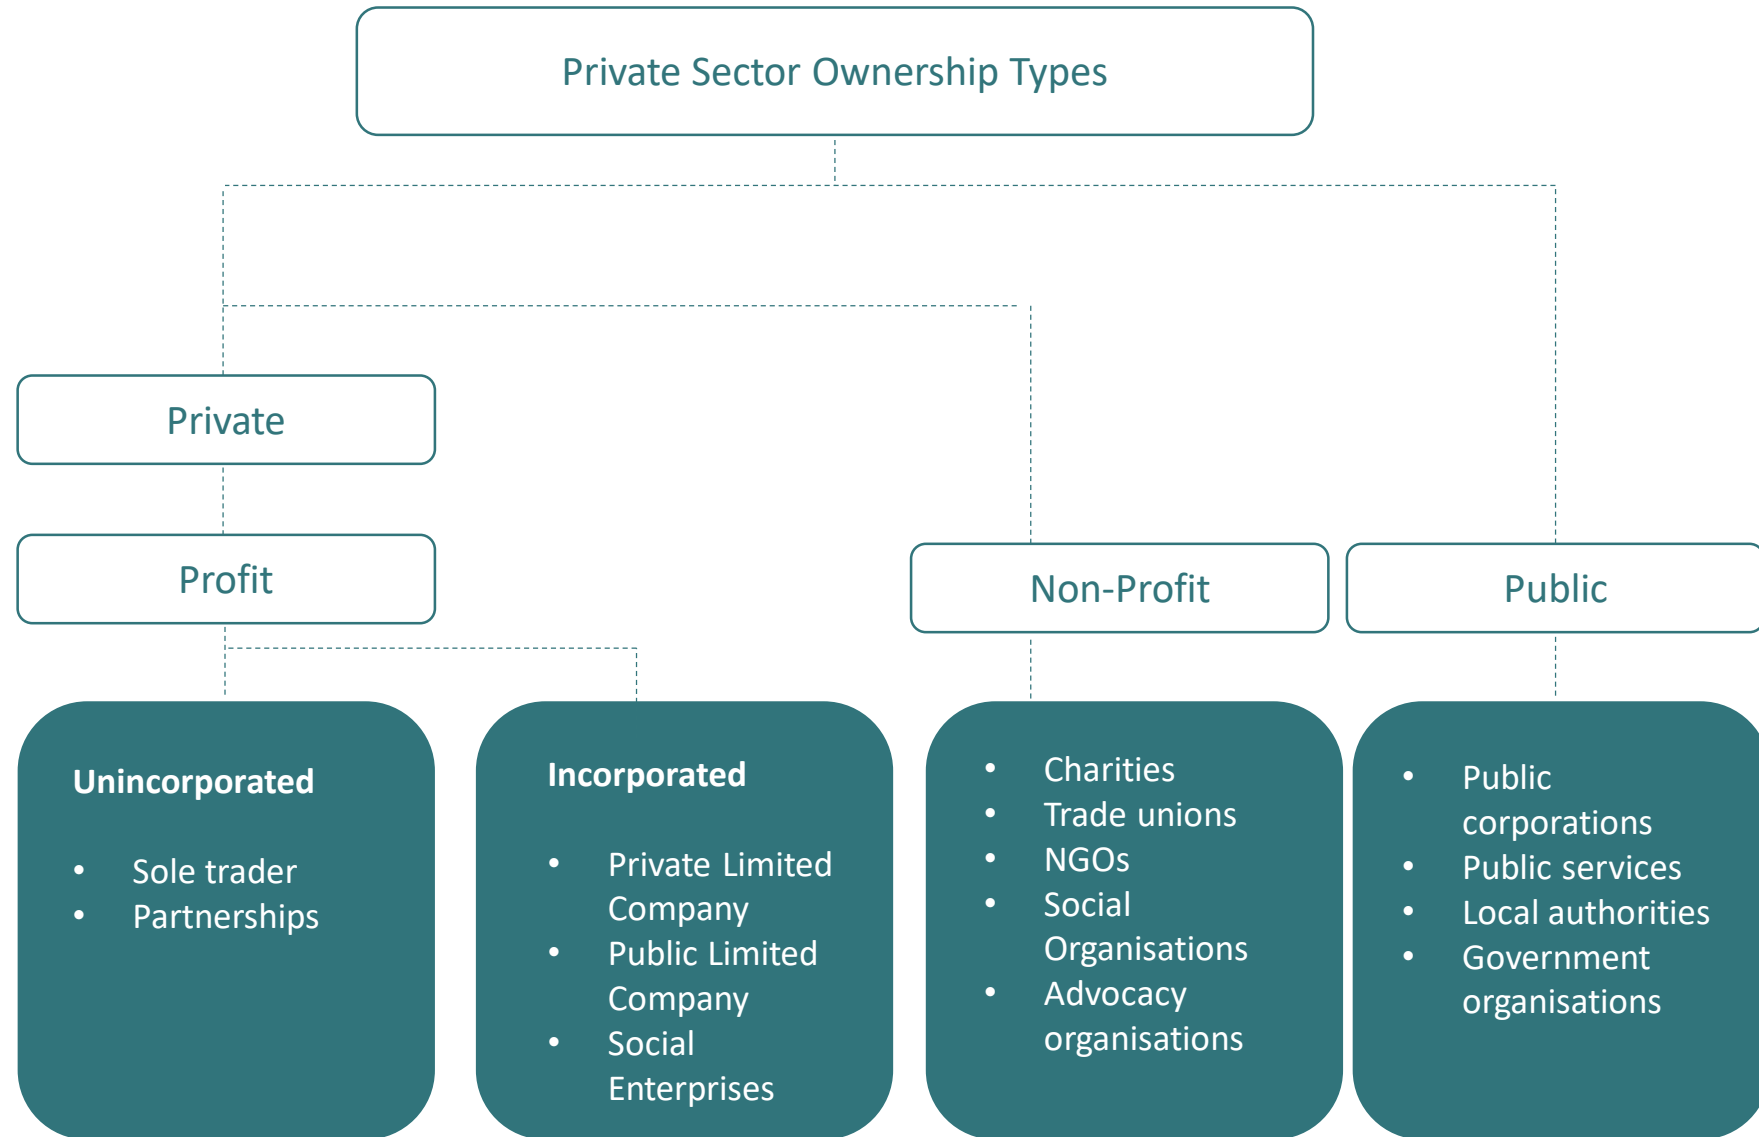 Private Sector Ownership Types
Private
Profit
Non-Profit
Public
Unincorporated
• Sole trader
• Partnerships
Incorporated
• Private Limited
Company
• Public Limited
Company
• Social
Enterprises
• Charities
• Trade unions
• NGOs
• Social
Organisations
• Advocacy
organisations
• Public
corporations
• Public services
• Local authorities
• Government
organisations